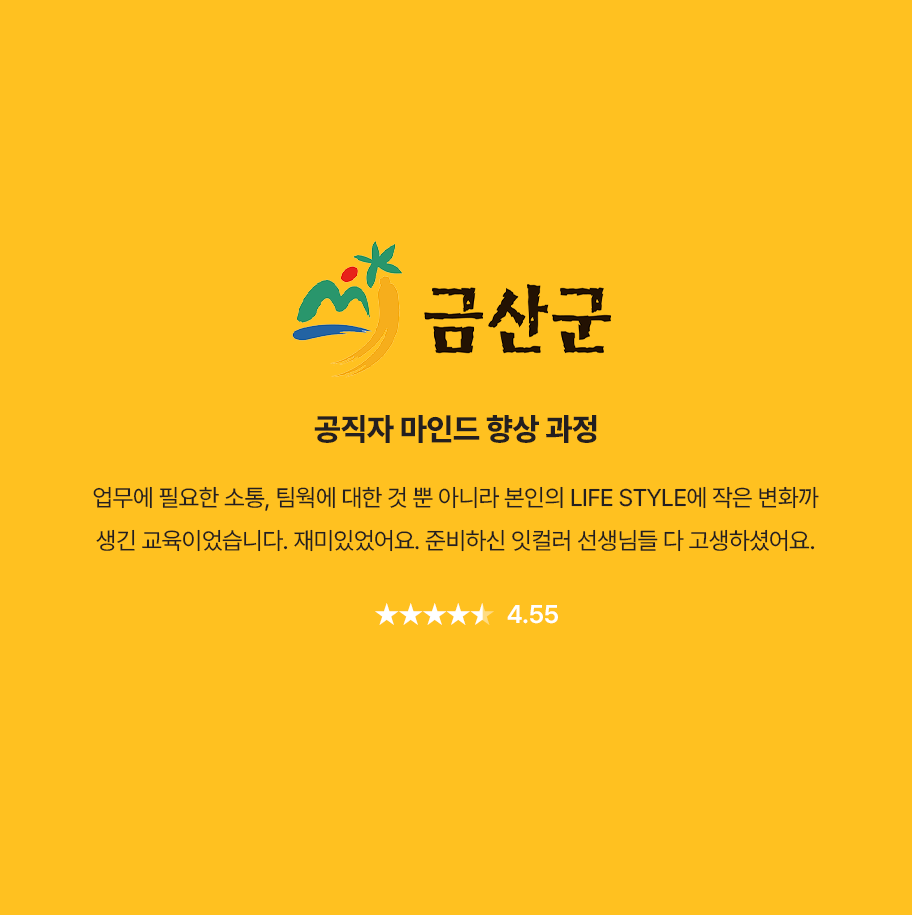 금산군
공직자 마인드 향상 과정
업무에 필요한 소통, 팀웍에 대한 것 뿐 아니라 본인의 LIFE STYLE에 작은 변화까
생긴 교육이었습니다. 재미있었어요. 준비하신 잇컬러 선생님들 다 고생하셨어요.
★★★★⯨ 4.55